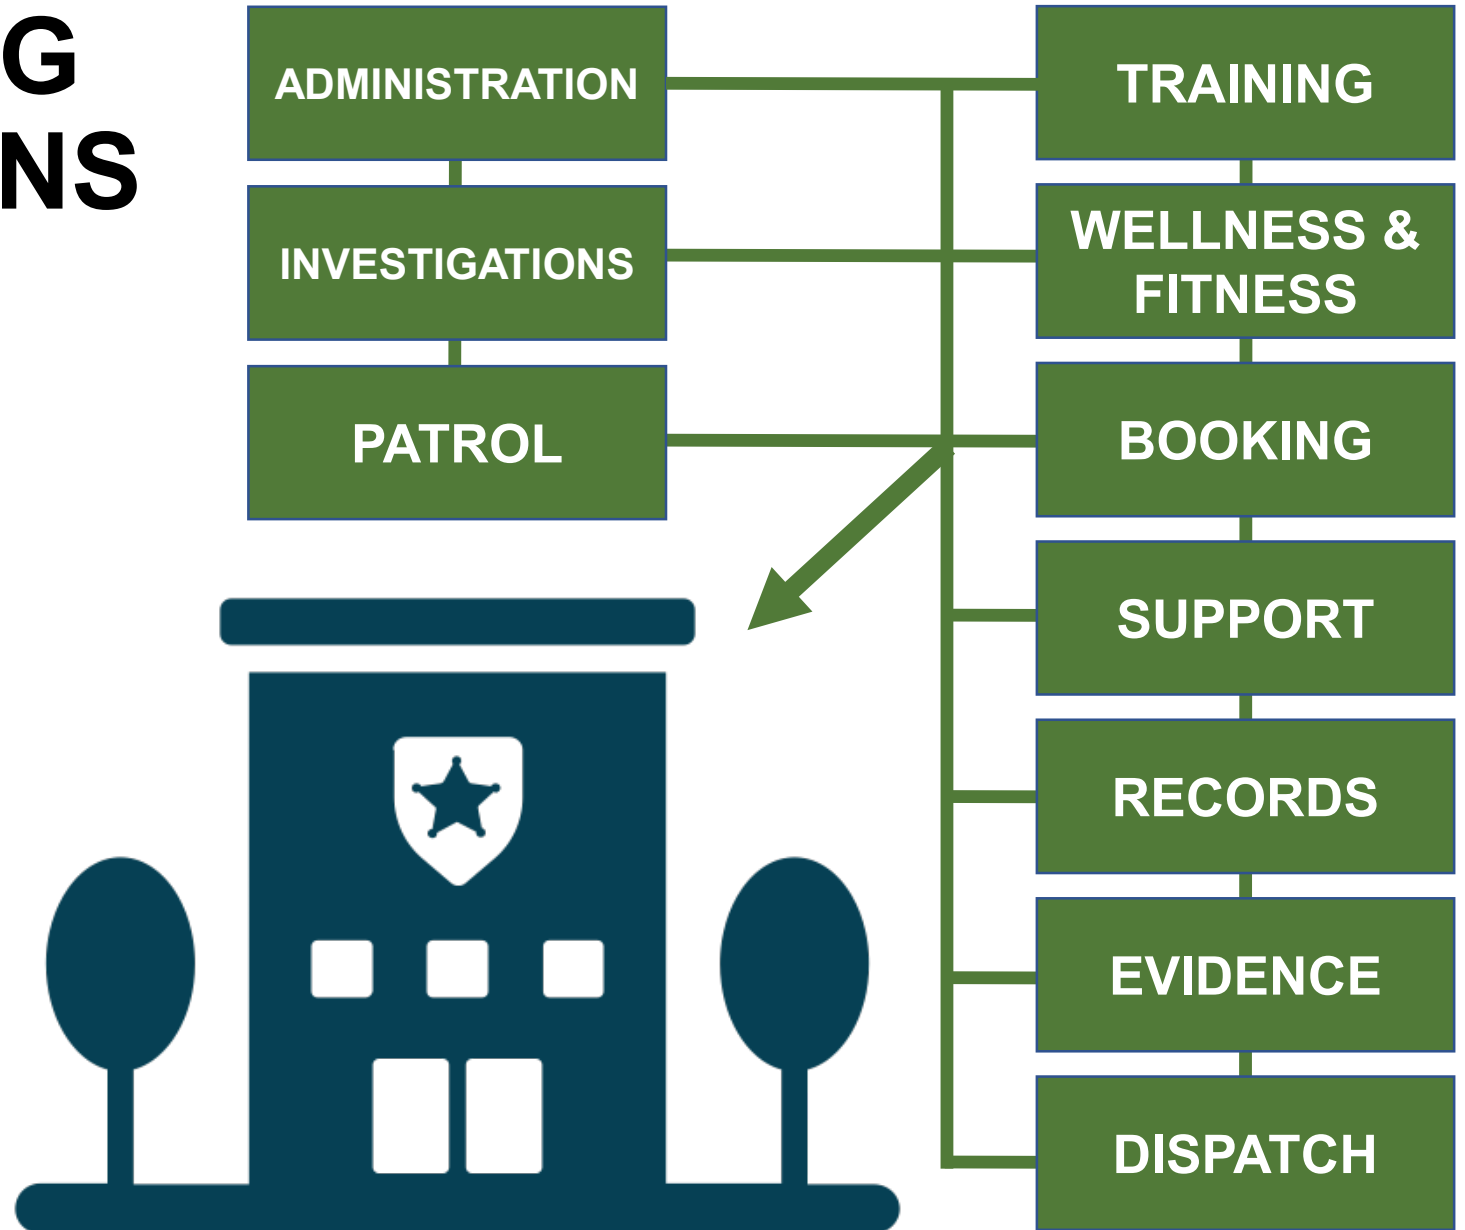 G
NS
ADMINISTRATION
INVESTIGATIONS
PATROL
TRAINING
WELLNESS &
FITNESS
BOOKING
SUPPORT
RECORDS
EVIDENCE
DISPATCH